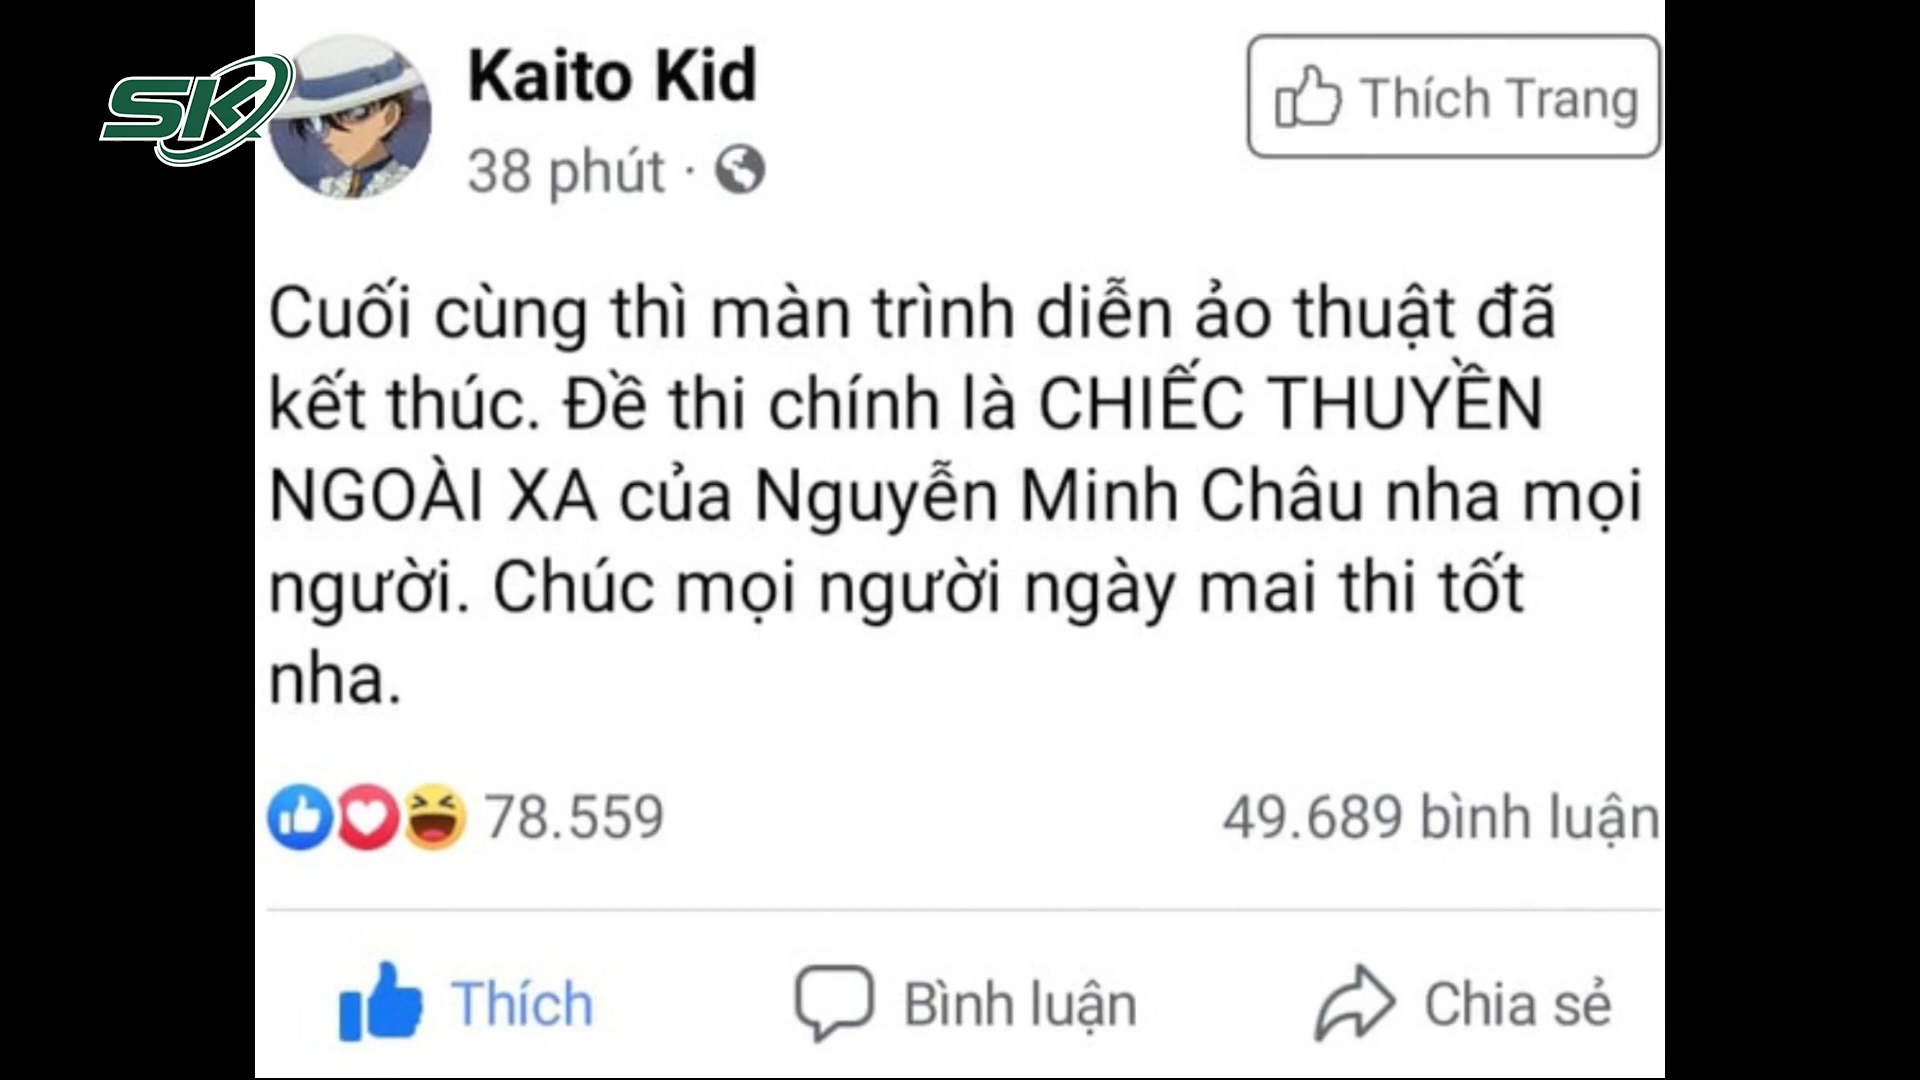 SK
Kaito Kid
38 phút ·
Thích Trang
Cuối cùng thì màn trình diễn ảo thuật đã
kết thúc. Đề thi chính là CHIẾC THUYỀN
NGOÀI XA của Nguyễn Minh Châu nha mọi
người. Chúc mọi người ngày mai thi tốt
nha.
78.559
49.689 bình luận
Thích
Bình luận
Chia sẻ